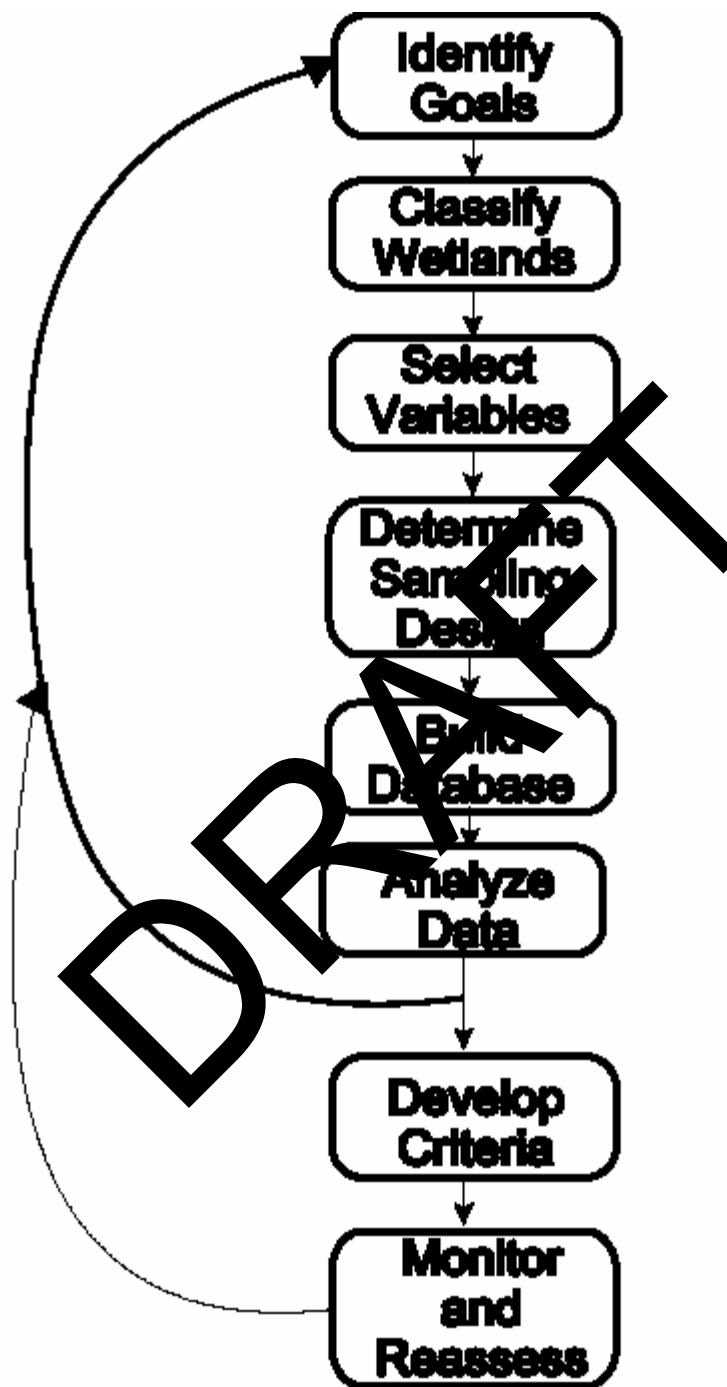 Identify
Goals
Classify
Wetlands
Select
Variables
Determine
Sampling
Design
Build
Database
Analyze
Data
Develop
Criteria
Monitor
and
Reassess
DRAFT